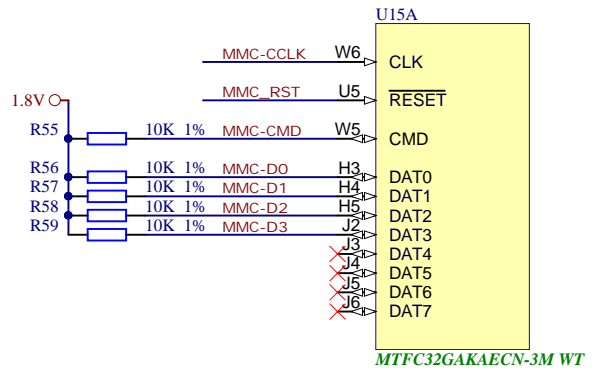 U15A
MMC-CCLK W6 CLK
MMC_RST U5 RESET
1.8V
R55 10K 1% MMC-CMD W5 CMD
R56 10K 1% MMC-D0 H3 DAT0
R57 10K 1% MMC-D1 H4 DAT1
R58 10K 1% MMC-D2 H5 DAT2
R59 10K 1% MMC-D3 J2 DAT3
J3 DAT4
J4 DAT5
J5 DAT6
J6 DAT7
MTFC32GAKAECN-3M WT